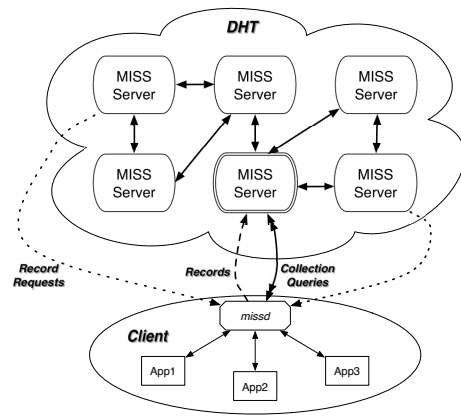 DHT
MISS
Server
MISS
Server
MISS
Server
MISS
Server
MISS
Server
MISS
Server
Record
Requests
Records
Collection
Queries
missd
Client
App1
App2
App3